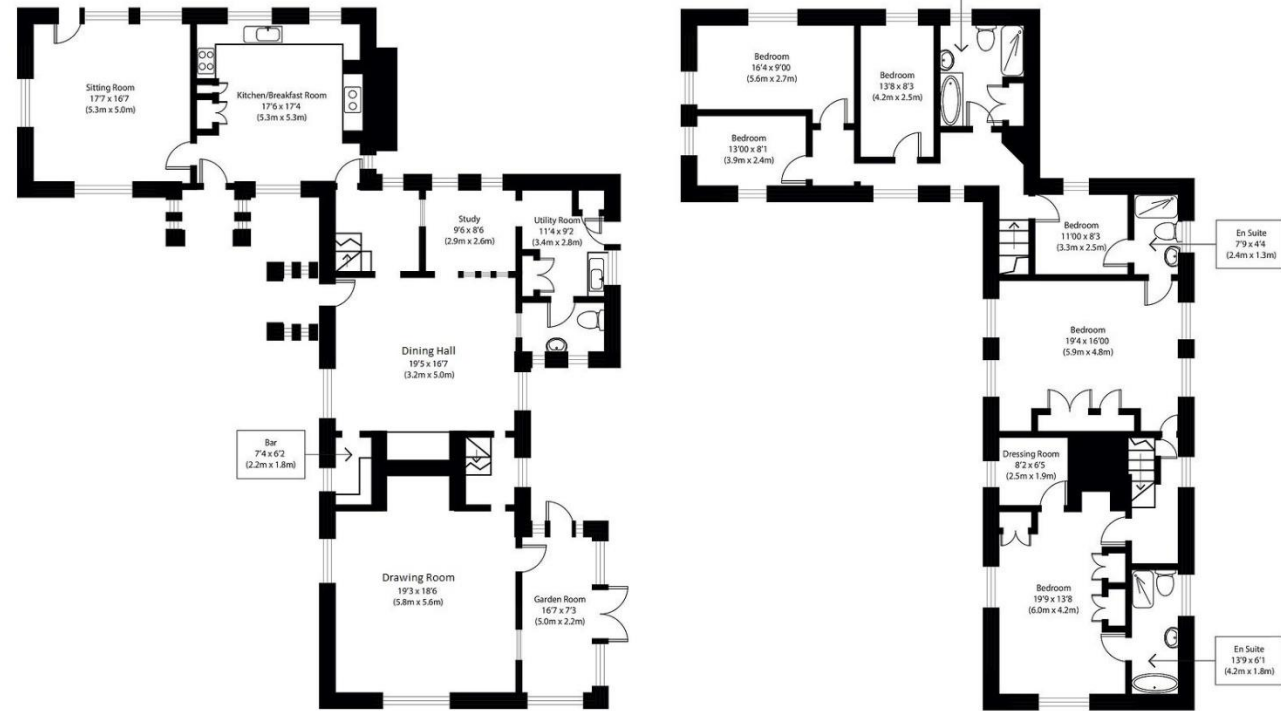 Sitting Room
17'7 x 16'7
(5.3m x 5.0m)
Kitchen/Breakfast Room
17'6 x 17'4
(5.3m x 5.3m)
Study
9'6 x 8'6
(2.9m x 2.6m)
Utility Room
11'4 x 9'2
(3.4m x 2.8m)
Dining Hall
19'5 x 16'7
(3.2m x 5.0m)
Bar
7'4 x 6'2
(2.2m x 1.8m)
Drawing Room
19'3 x 18'6
(5.8m x 5.6m)
Garden Room
16'7 x 7'3
(5.0m x 2.2m)
Bedroom
16'4 x 9'00
(5.6m x 2.7m)
Bedroom
13'8 x 8'3
(4.2m x 2.5m)
Bedroom
13'00 x 8'1
(3.9m x 2.4m)
Bedroom
11'00 x 8'3
(3.3m x 2.5m)
En Suite
7'9 x 4'4
(2.4m x 1.3m)
Bedroom
19'4 x 16'00
(5.9m x 4.8m)
Dressing Room
8'2 x 6'5
(2.5m x 1.9m)
Bedroom
19'9 x 13'8
(6.0m x 4.2m)
En Suite
13'9 x 6'1
(4.2m x 1.8m)